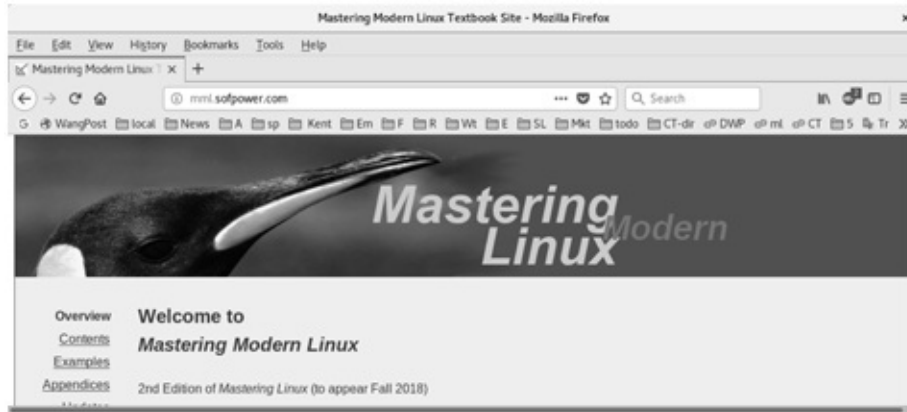 Mastering Modern Linux Textbook Site - Mozilla Firefox x
File Edit View History Bookmarks Tools Help
Mastering Modern Linux T × +
mml.sofpower.com ... Search
G WangPost local News A sp Kent Em F R Wt E SL Mkt todo CT-dir DWP ml CT 5 Tr
Mastering
Modern
Linux
Overview
Welcome to
Contents
Mastering Modern Linux
Examples
Appendices
2nd Edition of Mastering Linux (to appear Fall 2018)